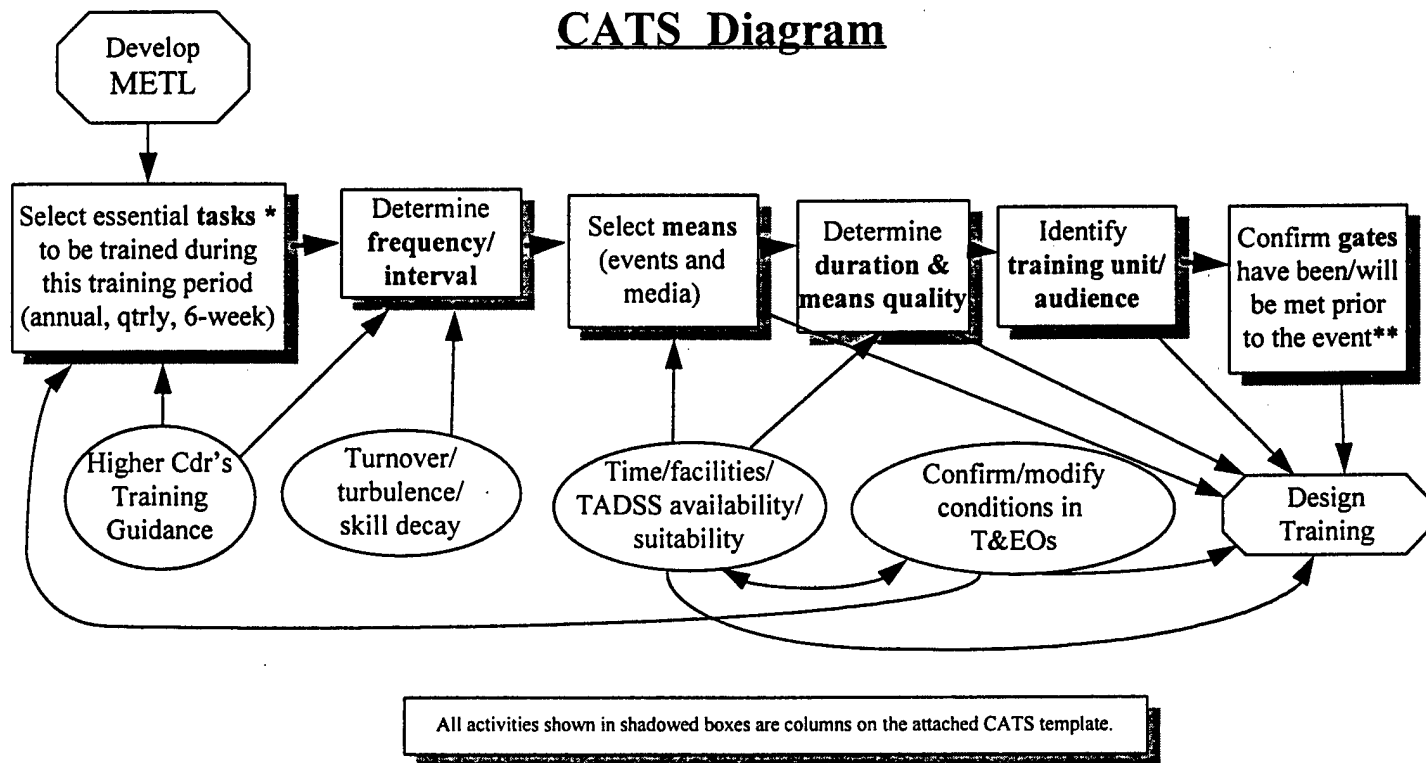 CATS Diagram
Develop
METL
Select essential tasks *
to be trained during
this training period
(annual, qtrly, 6-week)
Determine
frequency/
interval
Select means
(events and
media)
Determine
duration &
means quality
Identify
training unit/
audience
Confirm gates
have been/will
be met prior
to the event**
Higher Cdr's
Training
Guidance
Turnover/
turbulence/
skill decay
Time/facilities/
TADSS availability/
suitability
Confirm/modify
conditions in
T&EOs
Design
Training
All activities shown in shadowed boxes are columns on the attached CATS template.